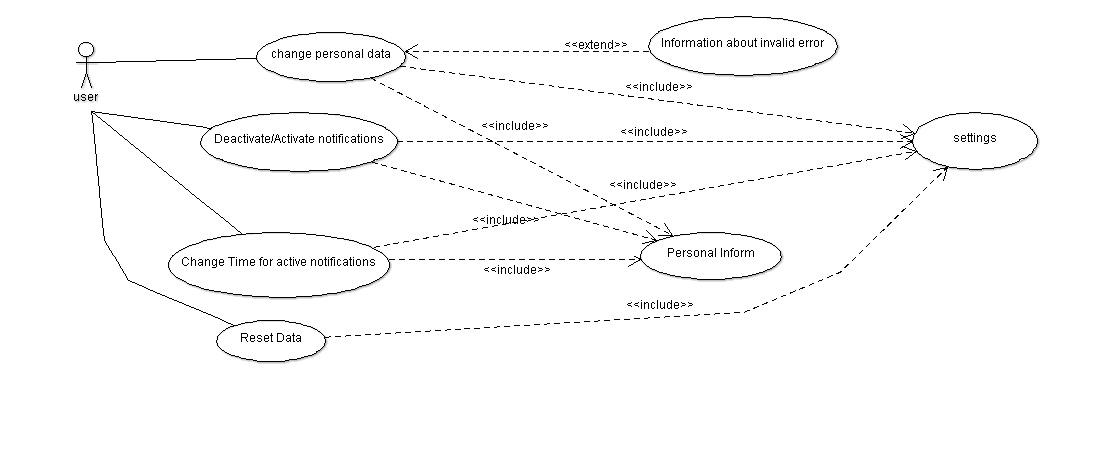 Information about invalid error
<<extend>>
change personal data
<<include>>
user
<<include>>
<<include>>
Deactivate/Activate notifications
settings
<<include>>
<<include>>
Personal Inform
Change Time for active notifications
<<include>>
<<include>>
Reset Data